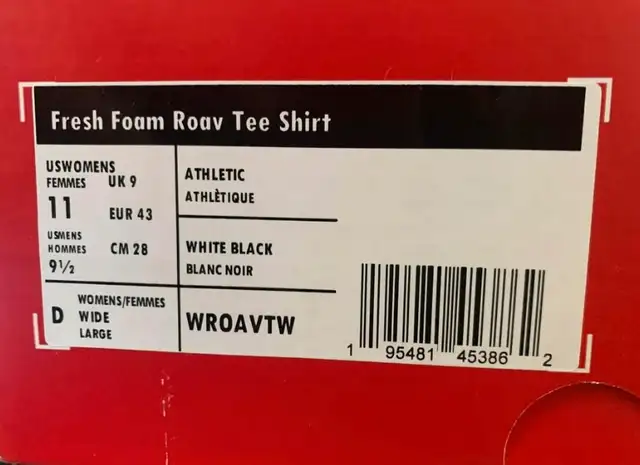 Fresh Foam Roav Tee Shirt
USWOMENS
FEMMES
11
UK 9
EUR 43
USMENS
HOMMES
9½
CM 28
ATHLETIC
ATHLÈTIQUE
WHITE BLACK
BLANC NOIR
D
WOMENS/FEMMES
WIDE
LARGE
WROAVTW
1 95481 45386 2